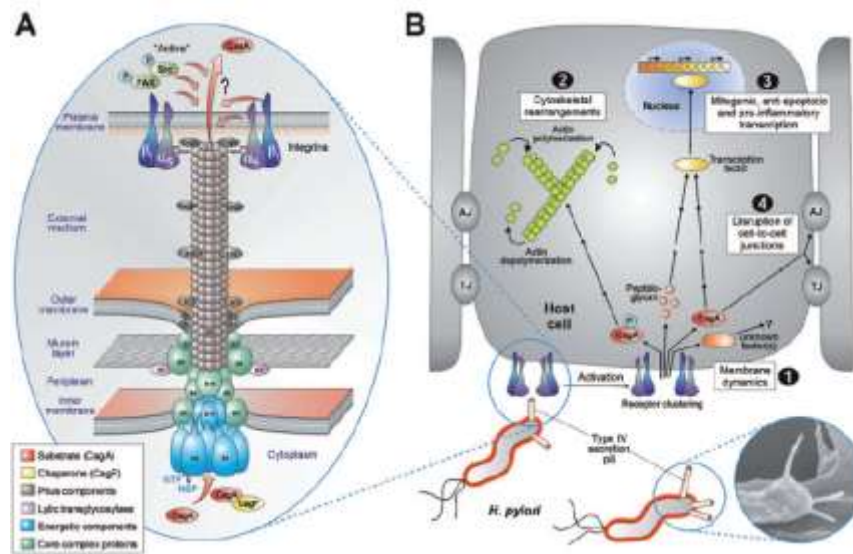 A
"Active"
P
Src
P
CagA
?
Plasma
membrane
Integrins
External
medium
Outer
membrane
Murein
layer
Periplasm
Inner
membrane
Cytoplasm
CagA
CagA
CagF
Substrate (CagA)
Chaperone (CagF)
Pilus components
Lytic transglycosylase
Energetic components
Core complex proteins
B
2
Cytoskeletal
rearrangements
Actin
polymerization
Actin
depolymerization
Nucleus
3
Mitogenic, anti-apoptotic
and pro-inflammatory
transcription
Transcription
factor
4
Disruption of
cell-to-cell
junctions
AJ
AJ
TJ
TJ
Host
cell
Peptido-
glycan
P
CagA
CagA
?
Unknown
factor(s)
Activation
Receptor clustering
Membrane
dynamics
1
Type IV
secretion
pili
H. pylori